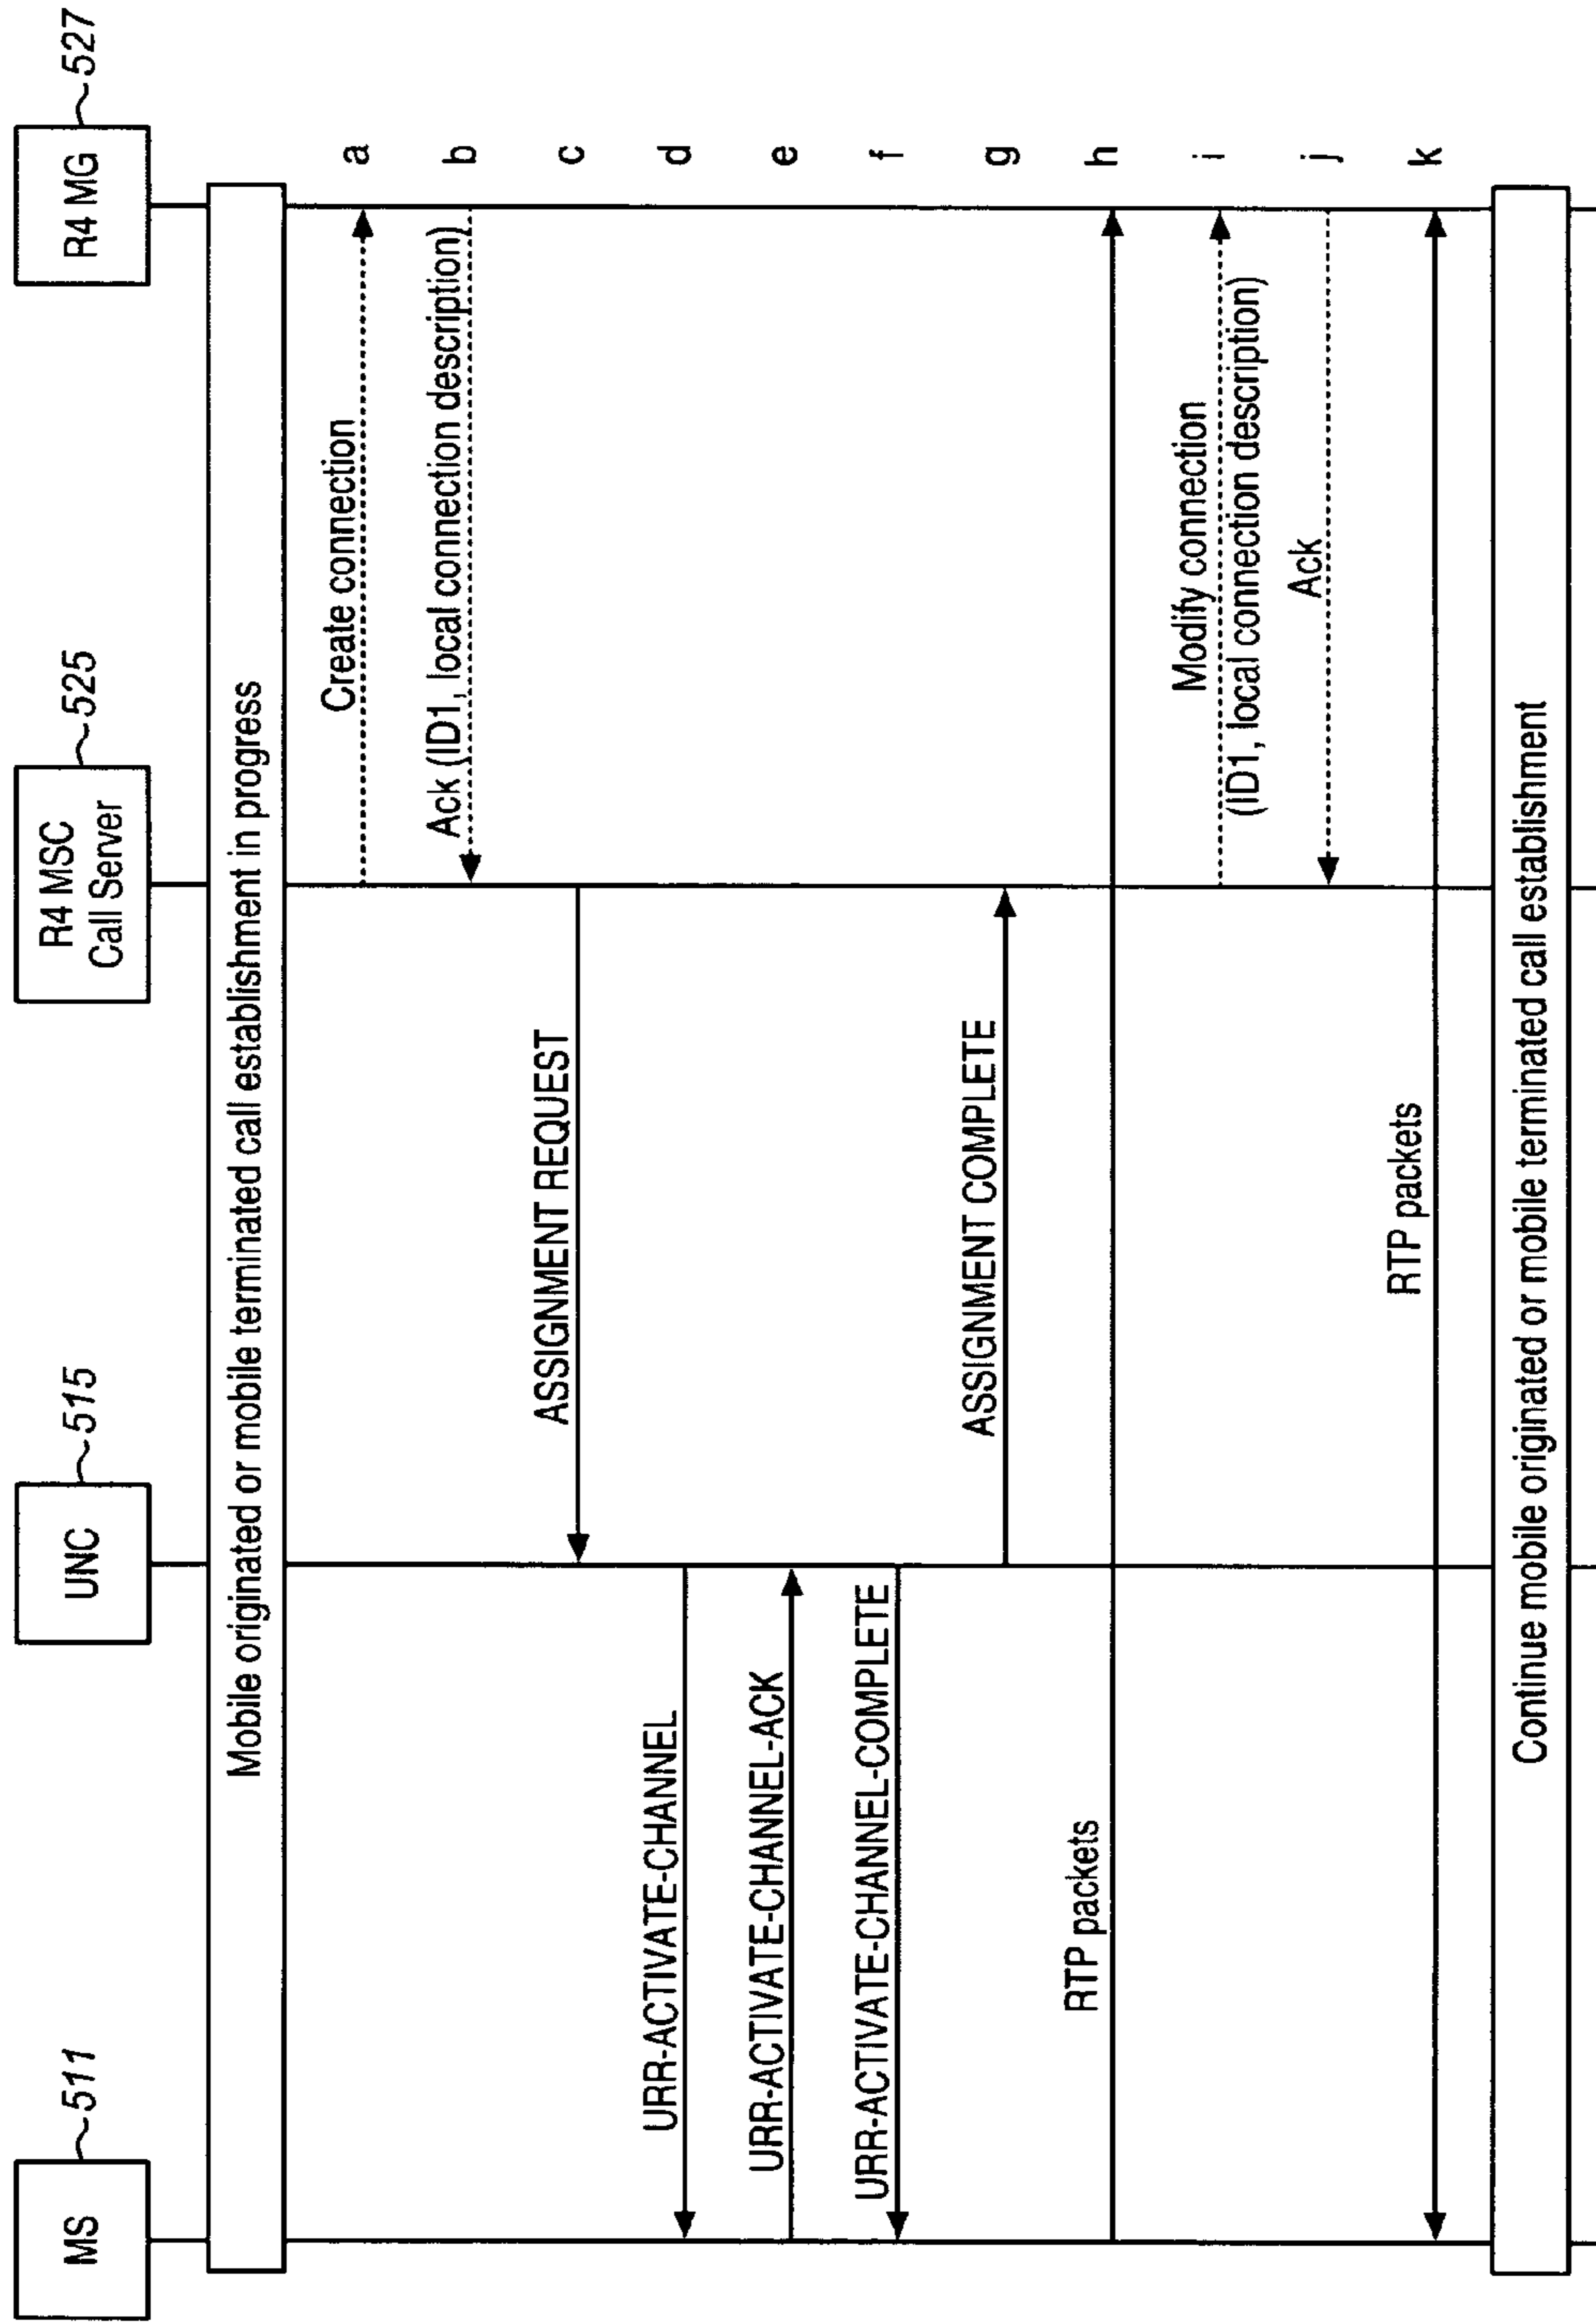 MS
~511
UNC
~515
R4 MSC
Call Server
~525
R4 MG
~527
Mobile originated or mobile terminated call establishment in progress
Create connection
a
Ack (ID1, local connection description)
b
ASSIGNMENT REQUEST
c
URR-ACTIVATE-CHANNEL
d
URR-ACTIVATE-CHANNEL-ACK
e
URR-ACTIVATE-CHANNEL-COMPLETE
f
ASSIGNMENT COMPLETE
g
RTP packets
h
Modify connection
(ID1, local connection description)
i
Ack
j
RTP packets
k
Continue mobile originated or mobile terminated call establishment